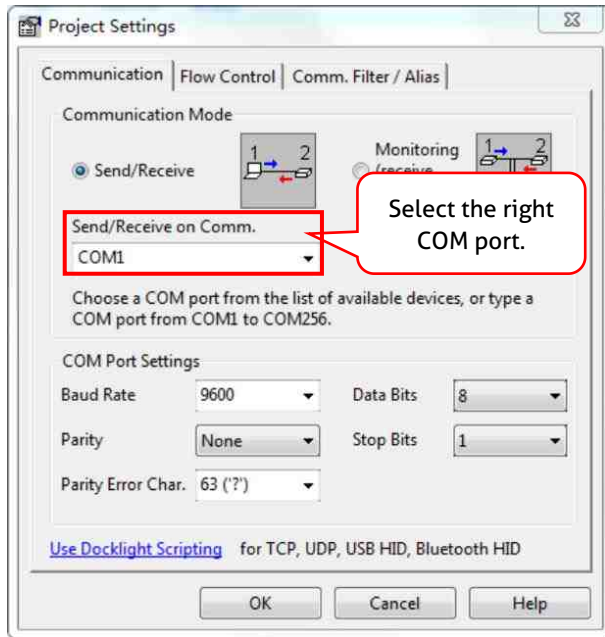 Project Settings
Communication
Flow Control
Comm. Filter / Alias
Communication Mode
Send/Receive
1 2
Monitoring
/receive
1 2
Select the right
COM port.
Send/Receive on Comm.
COM1
Choose a COM port from the list of available devices, or type a
COM port from COM1 to COM256.
COM Port Settings
Baud Rate 9600 Data Bits 8
Parity None Stop Bits 1
Parity Error Char. 63 ('?')
Use Docklight Scripting for TCP, UDP, USB HID, Bluetooth HID
OK Cancel Help